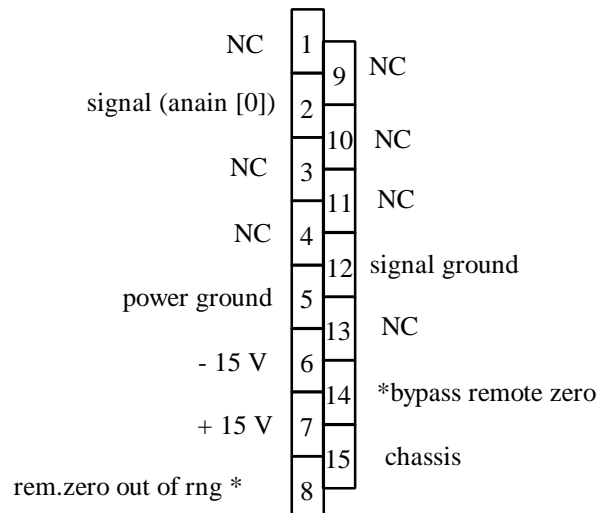 NC 1
9 NC
signal (anain [0]) 2
10 NC
NC 3
11 NC
NC 4
12 signal ground
power ground 5
13 NC
- 15 V 6
14 *bypass remote zero
+ 15 V 7
15 chassis
rem.zero out of rng * 8